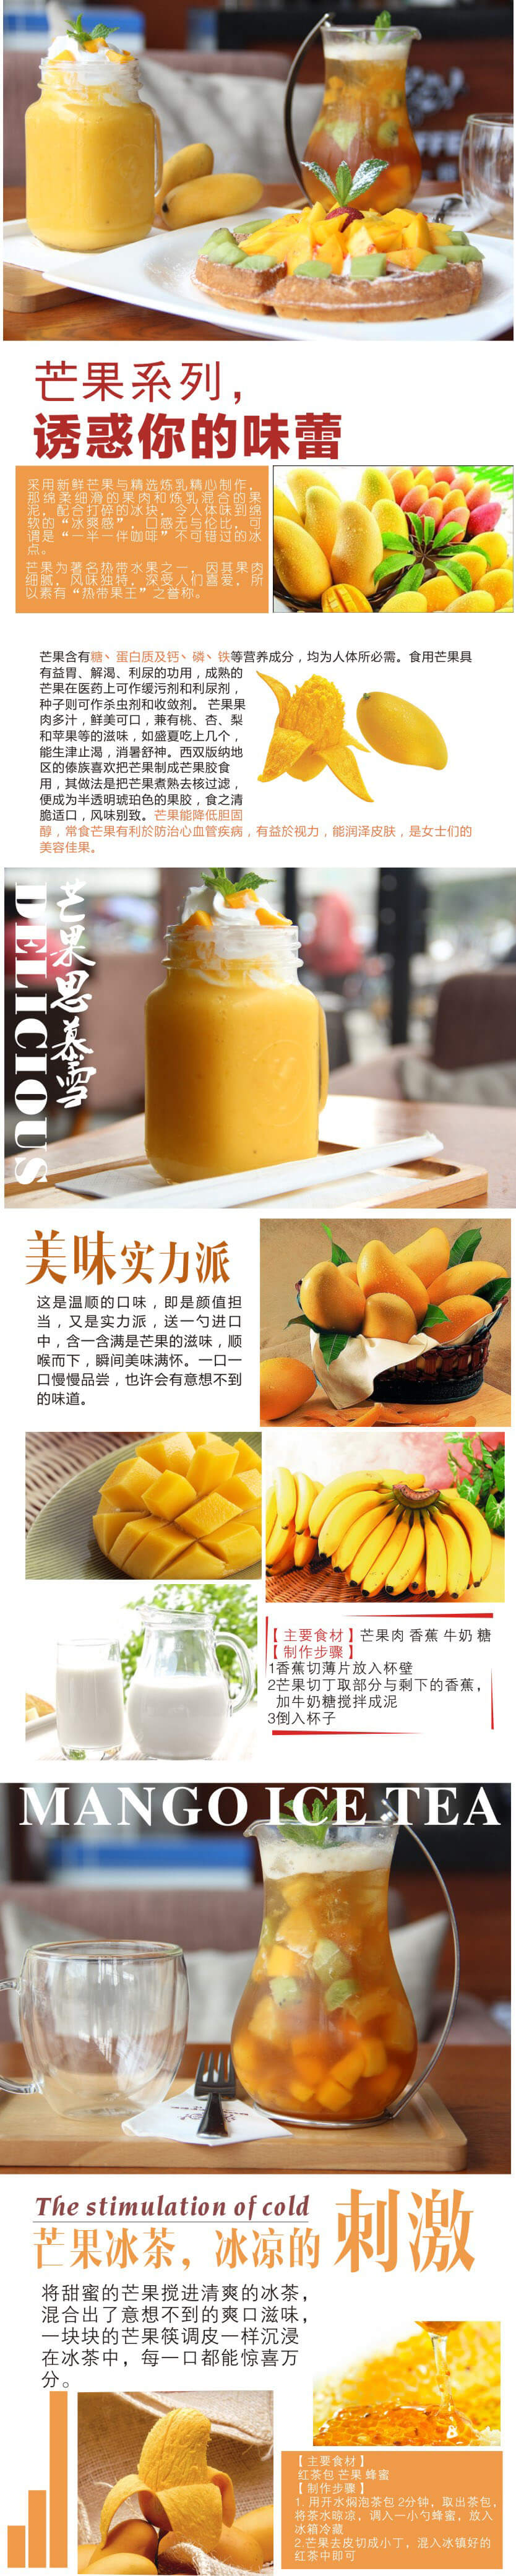 芒果系列，
诱惑你的味蕾
采用新鲜芒果与精选炼乳精心制作，
那绵柔细滑的果肉和炼乳混合的果
泥，配合打碎的冰块，令人体味到绵
软的“冰爽感”，口感无与伦比，可
谓是“一半一伴咖啡”不可错过的冰
点。
芒果为著名热带水果之一，因其果肉
细腻，风味独特，深受人们喜爱，所
以素有“热带果王”之誉称。
芒果含有糖、蛋白质及钙、磷、铁等营养成分，均为人体所必需。食用芒果具
有益胃、解渴、利尿的功用，成熟的
芒果在医药上可作缓污剂和利尿剂，
种子则可作杀虫剂和收敛剂。 芒果果
肉多汁，鲜美可口，兼有桃、杏、梨
和苹果等的滋味，如盛夏吃上几个，
能生津止渴，消暑舒神。西双版纳地
区的傣族喜欢把芒果制成芒果胶食
用，其做法是把芒果煮熟去核过滤，
便成为半透明琥珀色的果胶，食之清
脆适口，风味别致。芒果能降低胆固
醇，常食芒果有利於防治心血管疾病，有益於视力，能润泽皮肤，是女士们的
美容佳果。
芒果思慕雪
DELICIOUS
美味实力派
这是温顺的口味，即是颜值担
当，又是实力派，送一勺进口
中，含一含满是芒果的滋味，顺
喉而下，瞬间美味满怀。一口一
口慢慢品尝，也许会有意想不到
的味道。
【主要食材】芒果肉 香蕉 牛奶 糖
【制作步骤】
1香蕉切薄片放入杯壁
2芒果切丁取部分与剩下的香蕉，
加牛奶糖搅拌成泥
3倒入杯子
MANGO ICE TEA
The stimulation of cold
芒果冰茶，冰凉的刺激
将甜蜜的芒果搅进清爽的冰茶，
混合出了意想不到的爽口滋味，
一块块的芒果筷调皮一样沉浸
在冰茶中，每一口都能惊喜万
分。
【主要食材】
红茶包 芒果 蜂蜜
【制作步骤】
1. 用开水焖泡茶包 2分钟，取出茶包，
将茶水晾凉，调入一小勺蜂蜜，放入
冰箱冷藏
2.芒果去皮切成小丁，混入冰镇好的
红茶中即可